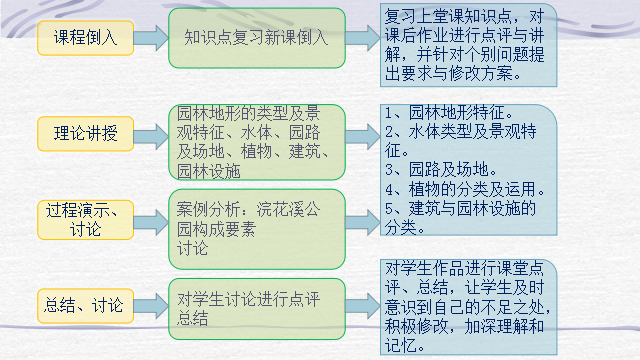 课程倒入
知识点复习新课倒入
复习上堂课知识点，对
课后作业进行点评与讲
解，并针对个别问题提
出要求与修改方案。
理论讲授
园林地形的类型及景
观特征、水体、园路
及场地、植物、建筑、
园林设施
1、园林地形特征。
2、水体类型及景观特
征。
3、园路及场地。
4、植物的分类及运用。
5、建筑与园林设施的
分类。
过程演示、
讨论
案例分析：浣花溪公
园构成要素
讨论
总结、讨论
对学生讨论进行点评
总结
对学生作品进行课堂点
评、总结，让学生及时
意识到自己的不足之处，
积极修改，加深理解和
记忆。